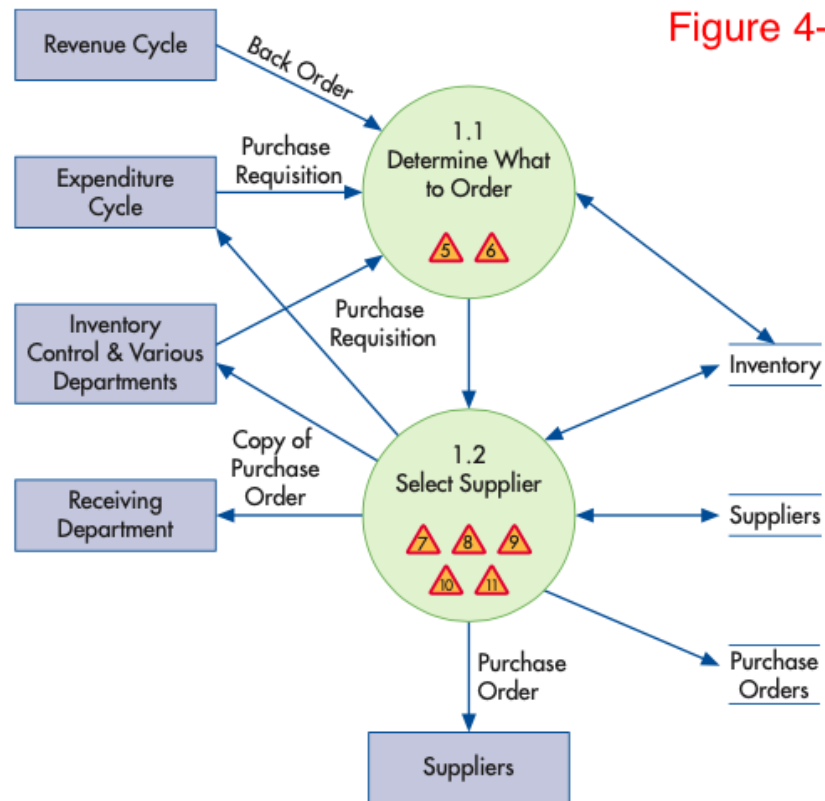 Figure 4-
Revenue Cycle
Back Order
1.1
Determine What
to Order
5 6
Purchase
Requisition
Expenditure
Cycle
Inventory
Control & Various
Departments
Purchase
Requisition
Inventory
1.2
Select Supplier
7 8 9
10 11
Copy of
Purchase
Order
Receiving
Department
Suppliers
Purchase
Orders
Purchase
Order
Suppliers